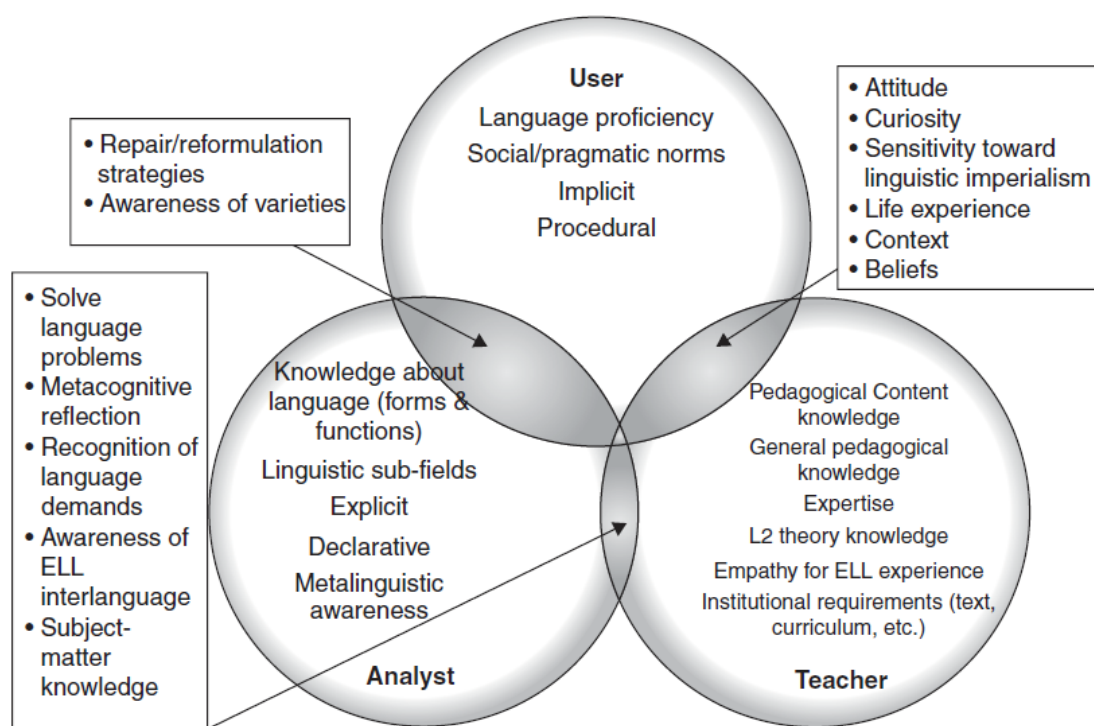 User
Language proficiency
Social/pragmatic norms
Implicit
Procedural
• Repair/reformulation
strategies
• Awareness of varieties
• Attitude
• Curiosity
• Sensitivity toward
linguistic imperialism
• Life experience
• Context
• Beliefs
• Solve
language
problems
• Metacognitive
reflection
• Recognition of
language
demands
• Awareness of
ELL
interlanguage
• Subject-
matter
knowledge
Knowledge about
language (forms &
functions)
Linguistic sub-fields
Explicit
Declarative
Metalinguistic
awareness
Analyst
Pedagogical Content
knowledge
General pedagogical
knowledge
Expertise
L2 theory knowledge
Empathy for ELL experience
Institutional requirements (text,
curriculum, etc.)
Teacher